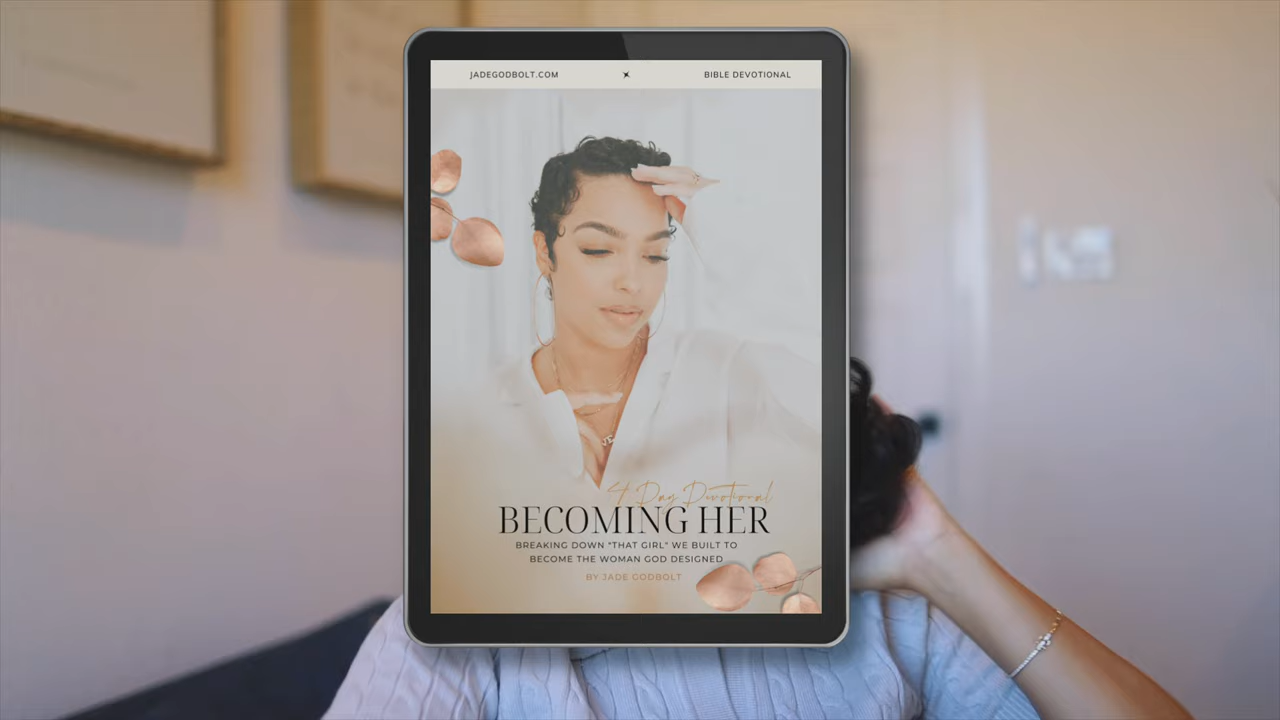 JADEGODBOLT.COM
BIBLE DEVOTIONAL
4 Day Devotional
BECOMING HER
BREAKING DOWN "THAT GIRL" WE BUILT TO
BECOME THE WOMAN GOD DESIGNED
BY JADE GODBOLT